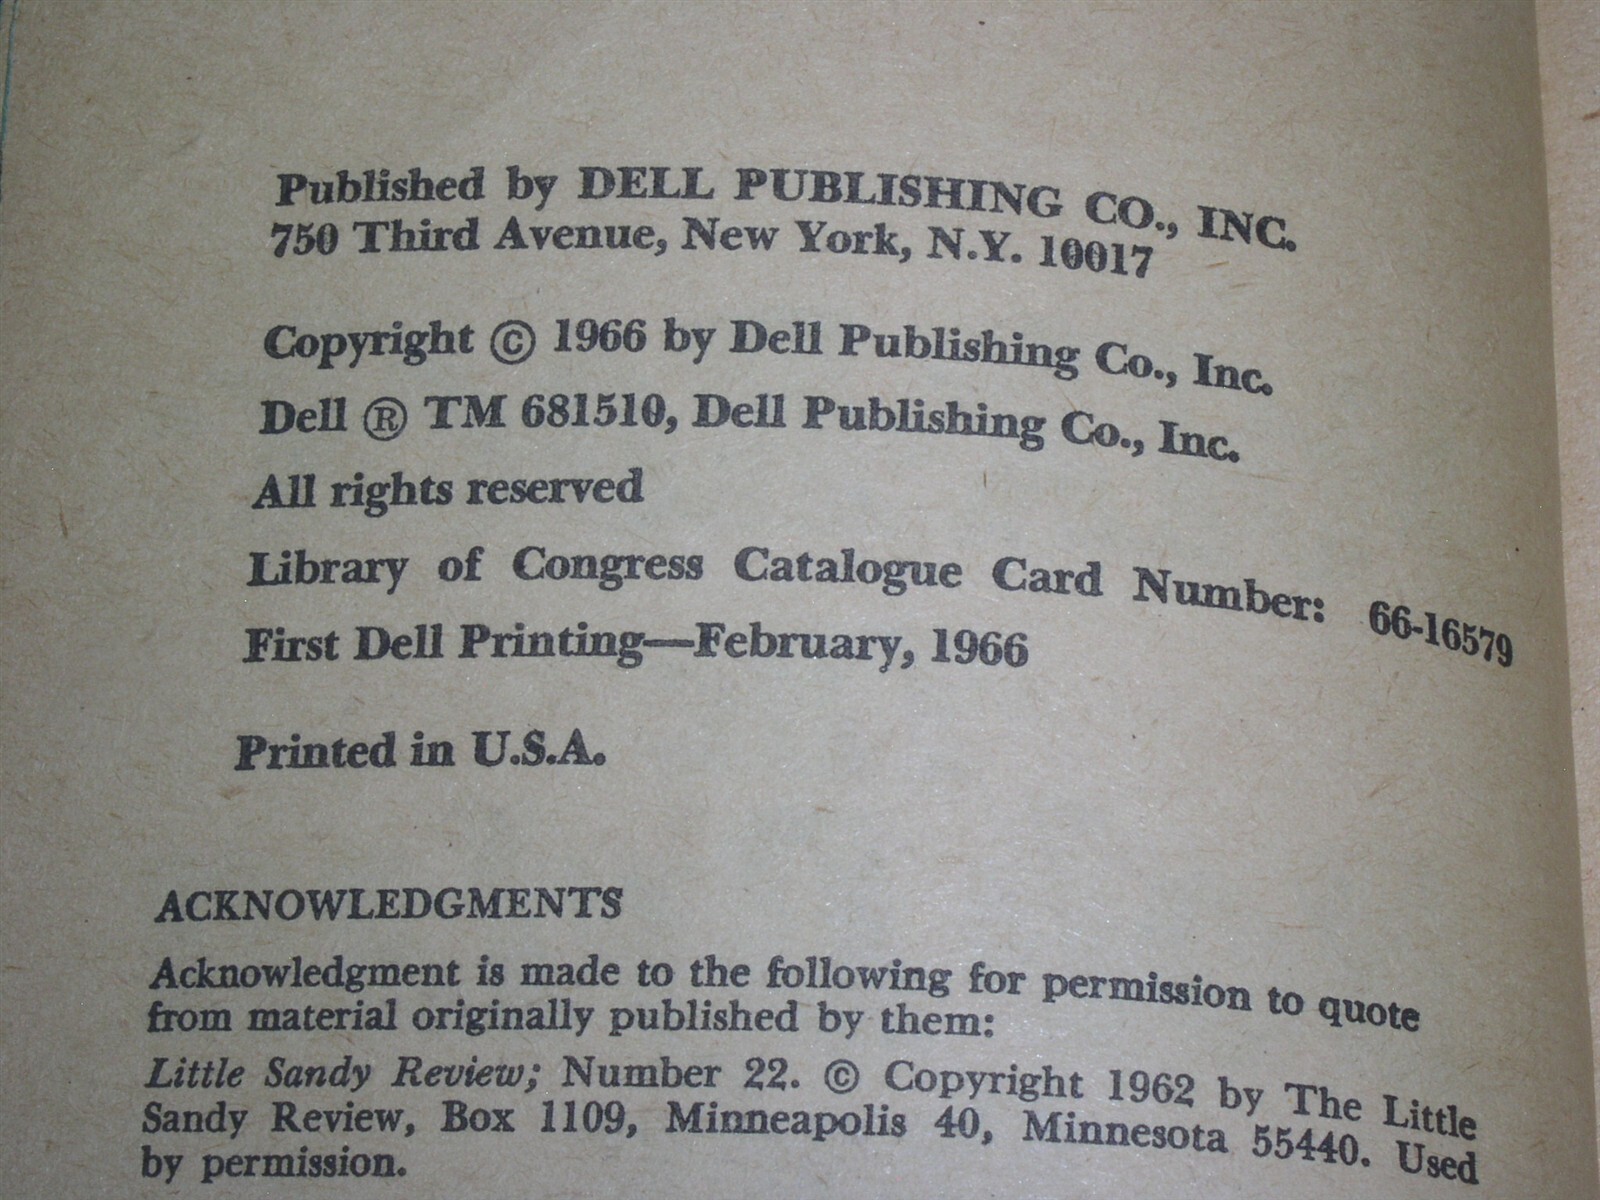 Published by DELL PUBLISHING CO., INC.
750 Third Avenue, New York, N.Y. 10017
Copyright © 1966 by Dell Publishing Co., Inc.
Dell ® TM 681510, Dell Publishing Co., Inc.
All rights reserved
Library of Congress Catalogue Card Number: 66-16579
First Dell Printing—February, 1966
Printed in U.S.A.
ACKNOWLEDGMENTS
Acknowledgment is made to the following for permission to quote
from material originally published by them:
Little Sandy Review; Number 22. © Copyright 1962 by The Little
Sandy Review, Box 1109, Minneapolis 40, Minnesota 55440. Used
by permission.